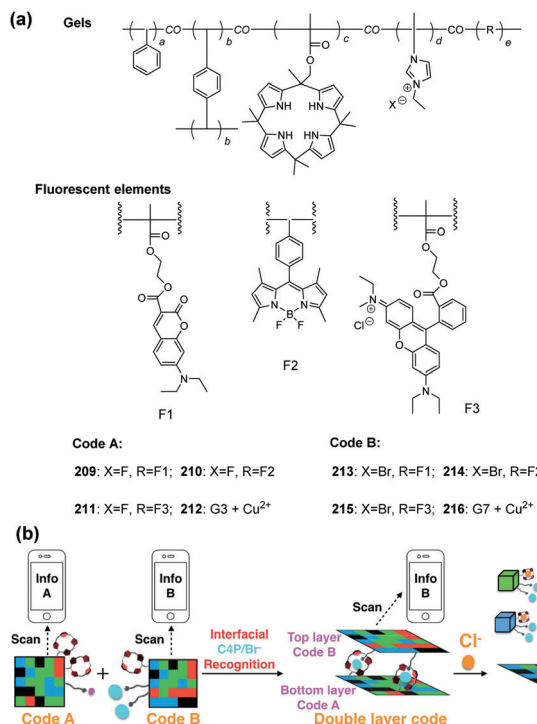 (a)
Gels
CO CO CO CO
a b c d e
R
O
O
N
N
⊕
X⊖
NH HN
NH HN
b
Fluorescent elements
O
O
O
O
O
O
N
F1
N N
B
F F
F2
O
O
O
O
N
⊕
Cl⊖
O
N
F3
Code A:
Code B:
209: X=F, R=F1; 210: X=F, R=F2
213: X=Br, R=F1; 214: X=Br, R=F2
211: X=F, R=F3; 212: G3 + Cu2+
215: X=Br, R=F3; 216: G7 + Cu2+
(b)
Info
A
Info
B
Info
B
Scan
Scan
Scan
Interfacial
C4P/Br-
Recognition
Top layer
Code B
Bottom layer
Code A
Cl-
+
Code A
Code B
Double layer code